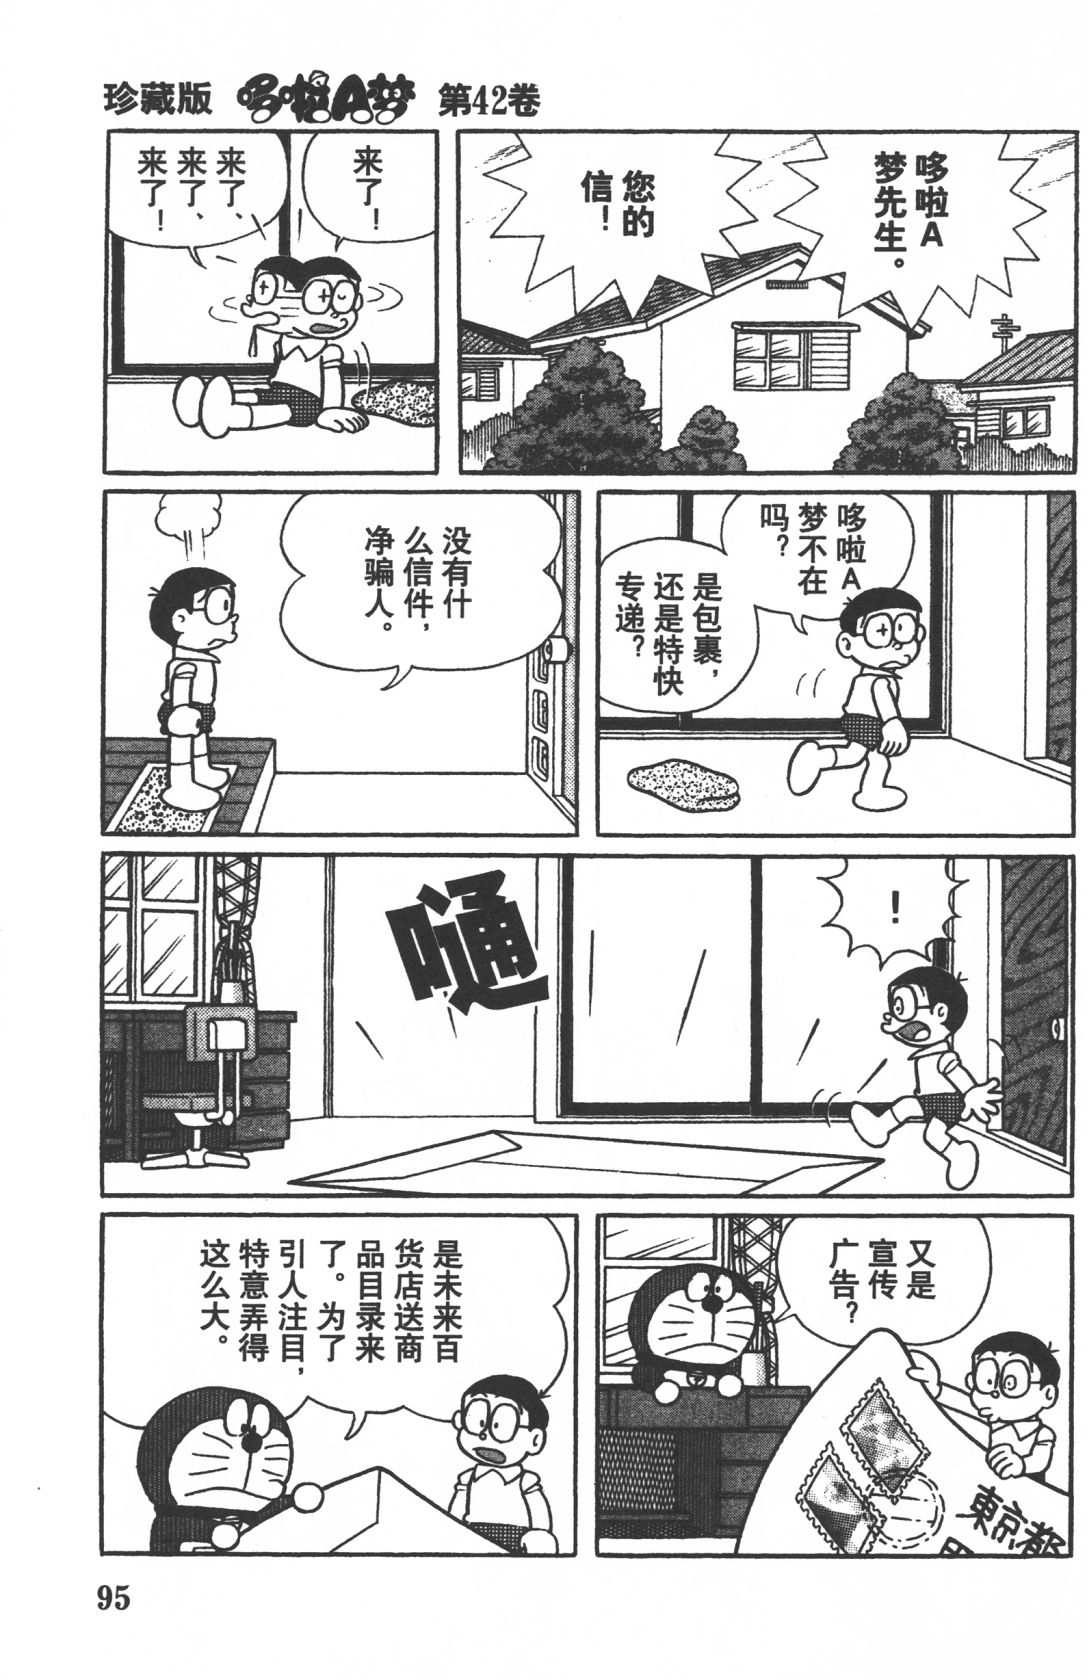 珍藏版 哆啦A梦 第42卷
哆啦A
梦先生。
您的
信！
来了！
来了、
来了、
来了！
哆啦A
梦不在
吗？
是包裹，
还是特快
专递？
没有什
么信件，
净骗人。
！
嗵
又是
宣传
广告？
東京都
是未来百
货店送商
品目录来
了。为了
引人注目，
特意弄得
这么大。
95